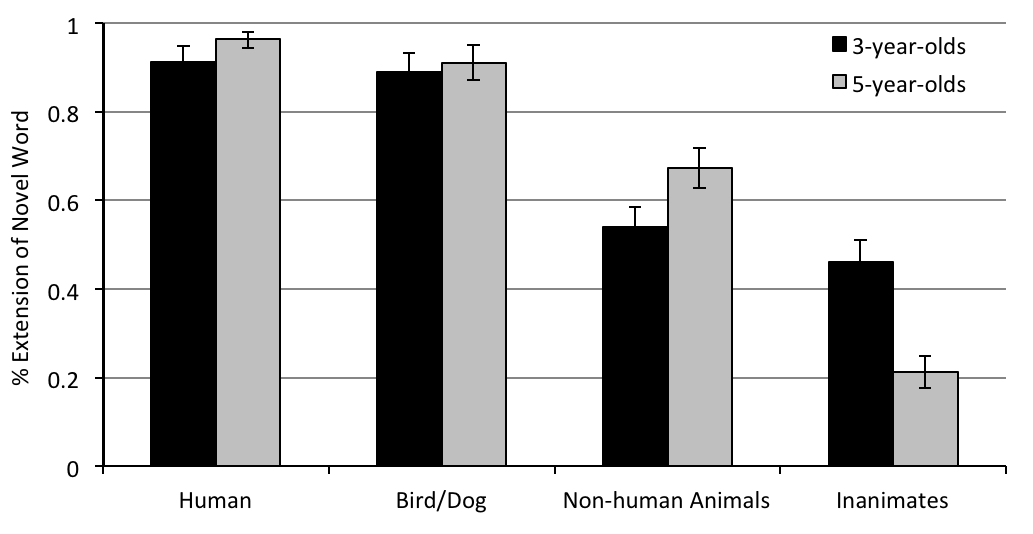 1
0.8
0.6
0.4
0.2
0
% Extension of Novel Word
3-year-olds
5-year-olds
Human
Bird/Dog
Non-human Animals
Inanimates